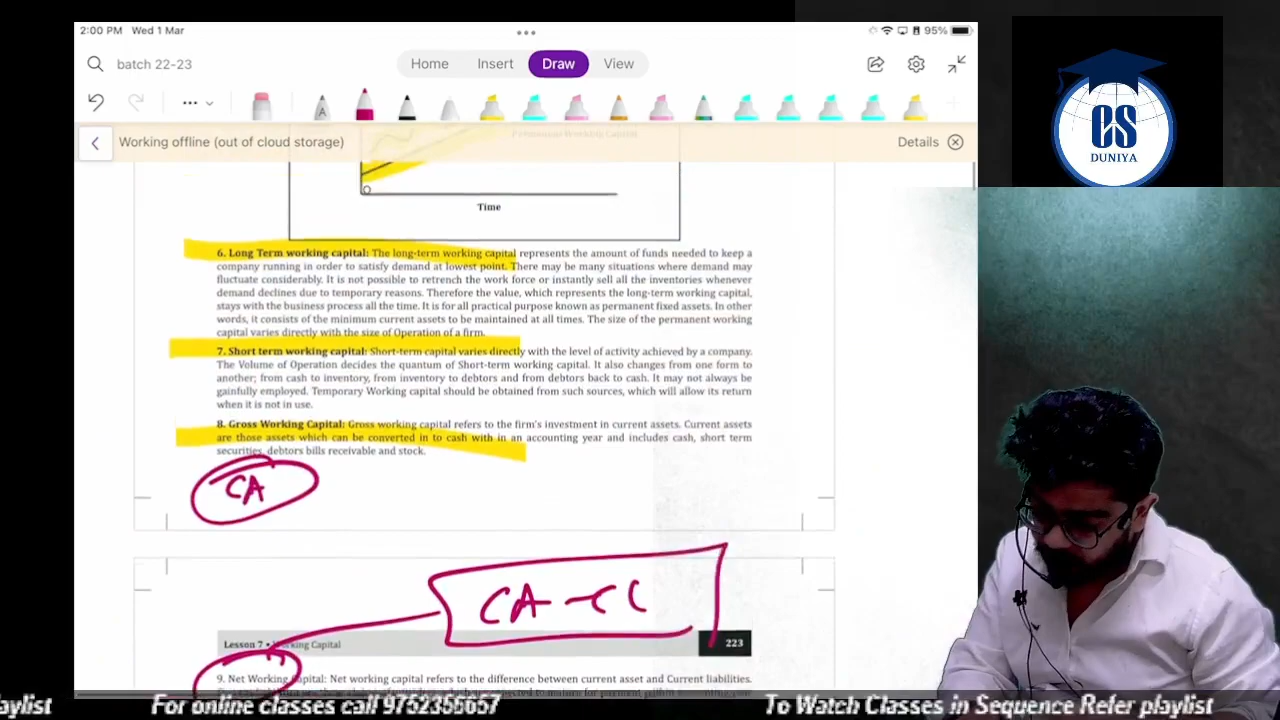 2:00 PM Wed 1 Mar
95%
batch 22-23
Home Insert Draw View
Working offline (out of cloud storage)
Details
Permanent Working Capital
Time
6. Long Term working capital: The long-term working capital represents the amount of funds needed to keep a
company running in order to satisfy demand at lowest point. There may be many situations where demand may
fluctuate considerably. It is not possible to retrench the work force or instantly sell all the inventories whenever
demand declines due to temporary reasons. Therefore the value, which represents the long-term working capital,
stays with the business process all the time. It is for all practical purpose known as permanent fixed assets. In other
words, it consists of the minimum current assets to be maintained at all times. The size of the permanent working
capital varies directly with the size of Operation of a firm.
7. Short term working capital: Short-term capital varies directly with the level of activity achieved by a company.
The Volume of Operation decides the quantum of Short-term working capital. It also changes from one form to
another; from cash to inventory, from inventory to debtors and from debtors back to cash. It may not always be
gainfully employed. Temporary Working capital should be obtained from such sources, which will allow its return
when it is not in use.
8. Gross Working Capital: Gross working capital refers to the firm's investment in current assets. Current assets
are those assets which can be converted in to cash with in an accounting year and includes cash, short term
securities, debtors bills receivable and stock.
CA
CA - CL
Lesson 7 • Working Capital
223
9. Net Working Capital: Net working capital refers to the difference between current asset and Current liabilities.
CS
DUNIYA
aylist For online classes call 9752356657 To Watch Classes in Sequence Refer playlist